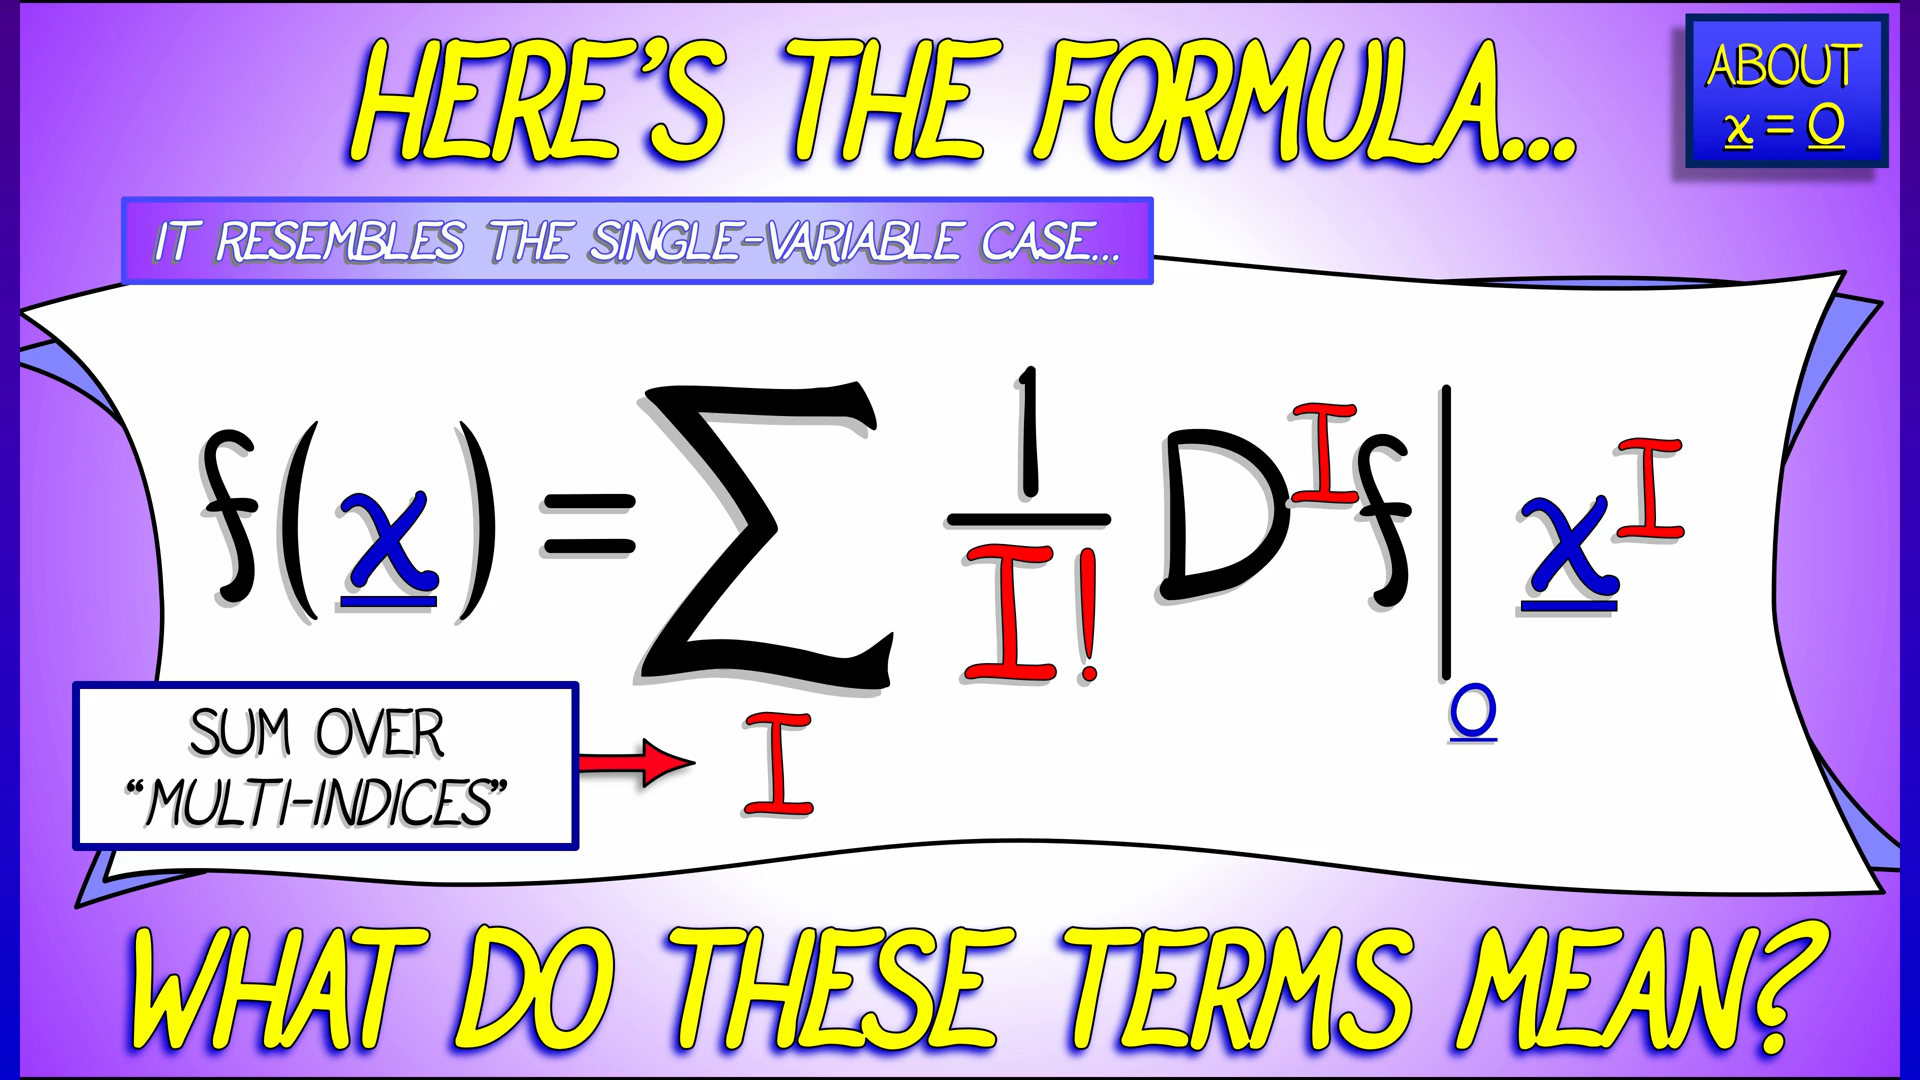 HERE'S THE FORMULA...
ABOUT
x = 0
IT RESEMBLES THE SINGLE-VARIABLE CASE...
f(x) = ∑ 1/I! D^I f| x^I
0
SUM OVER
"MULTI-INDICES"
I
WHAT DO THESE TERMS MEAN?